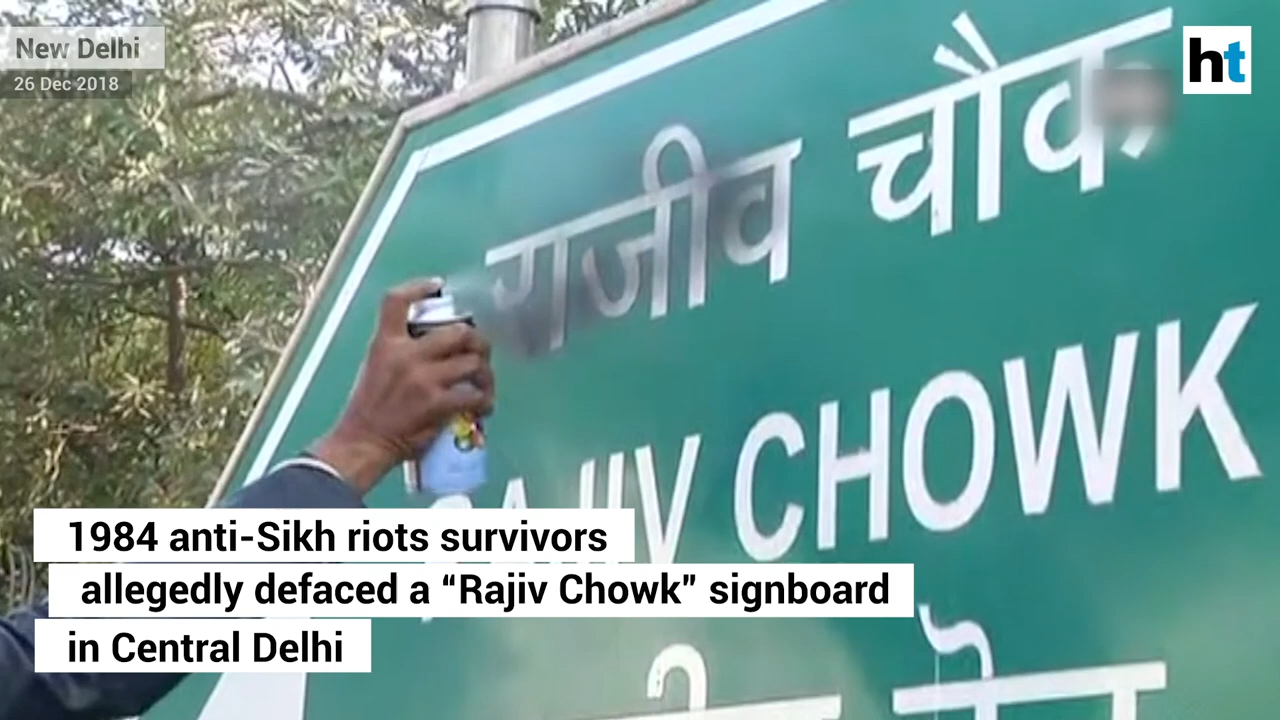 New Delhi
26 Dec 2018
ht
राजीव चौक
RAJIV CHOWK
1984 anti-Sikh riots survivors
allegedly defaced a “Rajiv Chowk” signboard
in Central Delhi